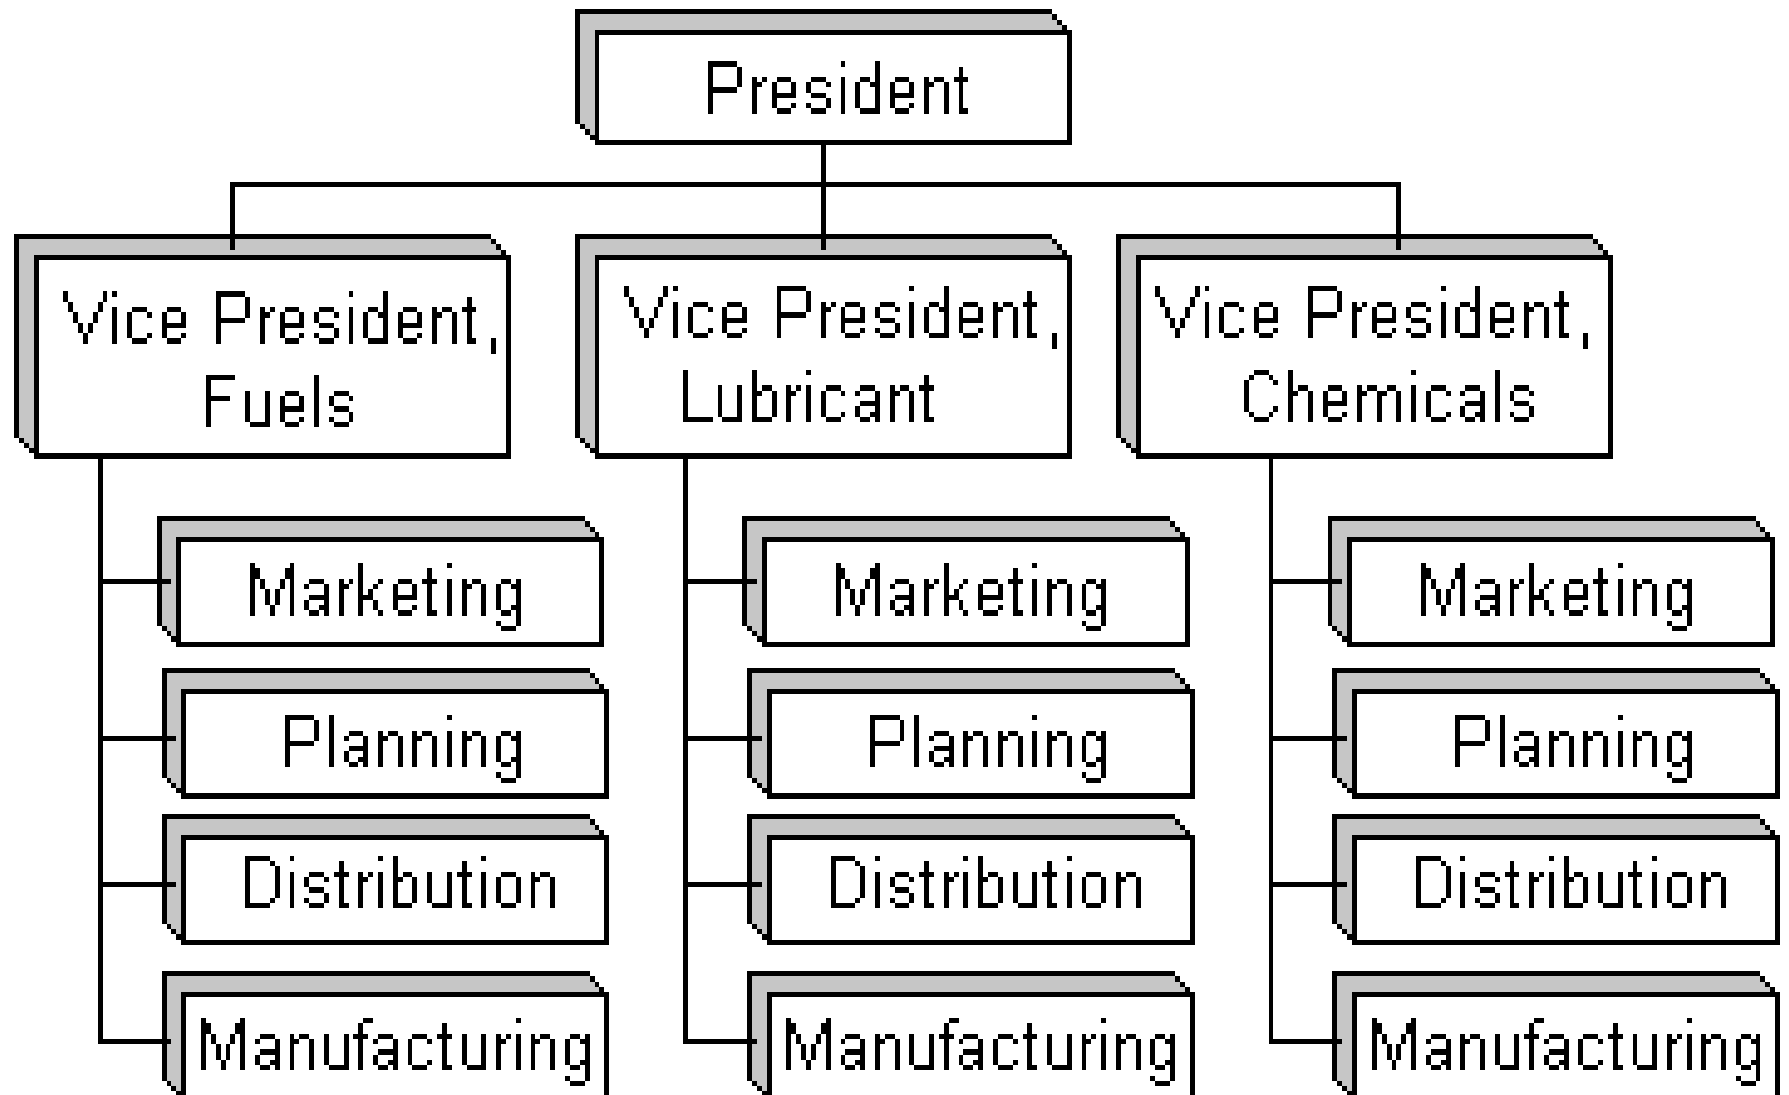 President
Vice President,
Fuels
Vice President,
Lubricant
Vice President,
Chemicals
Marketing
Planning
Distribution
Manufacturing
Marketing
Planning
Distribution
Manufacturing
Marketing
Planning
Distribution
Manufacturing